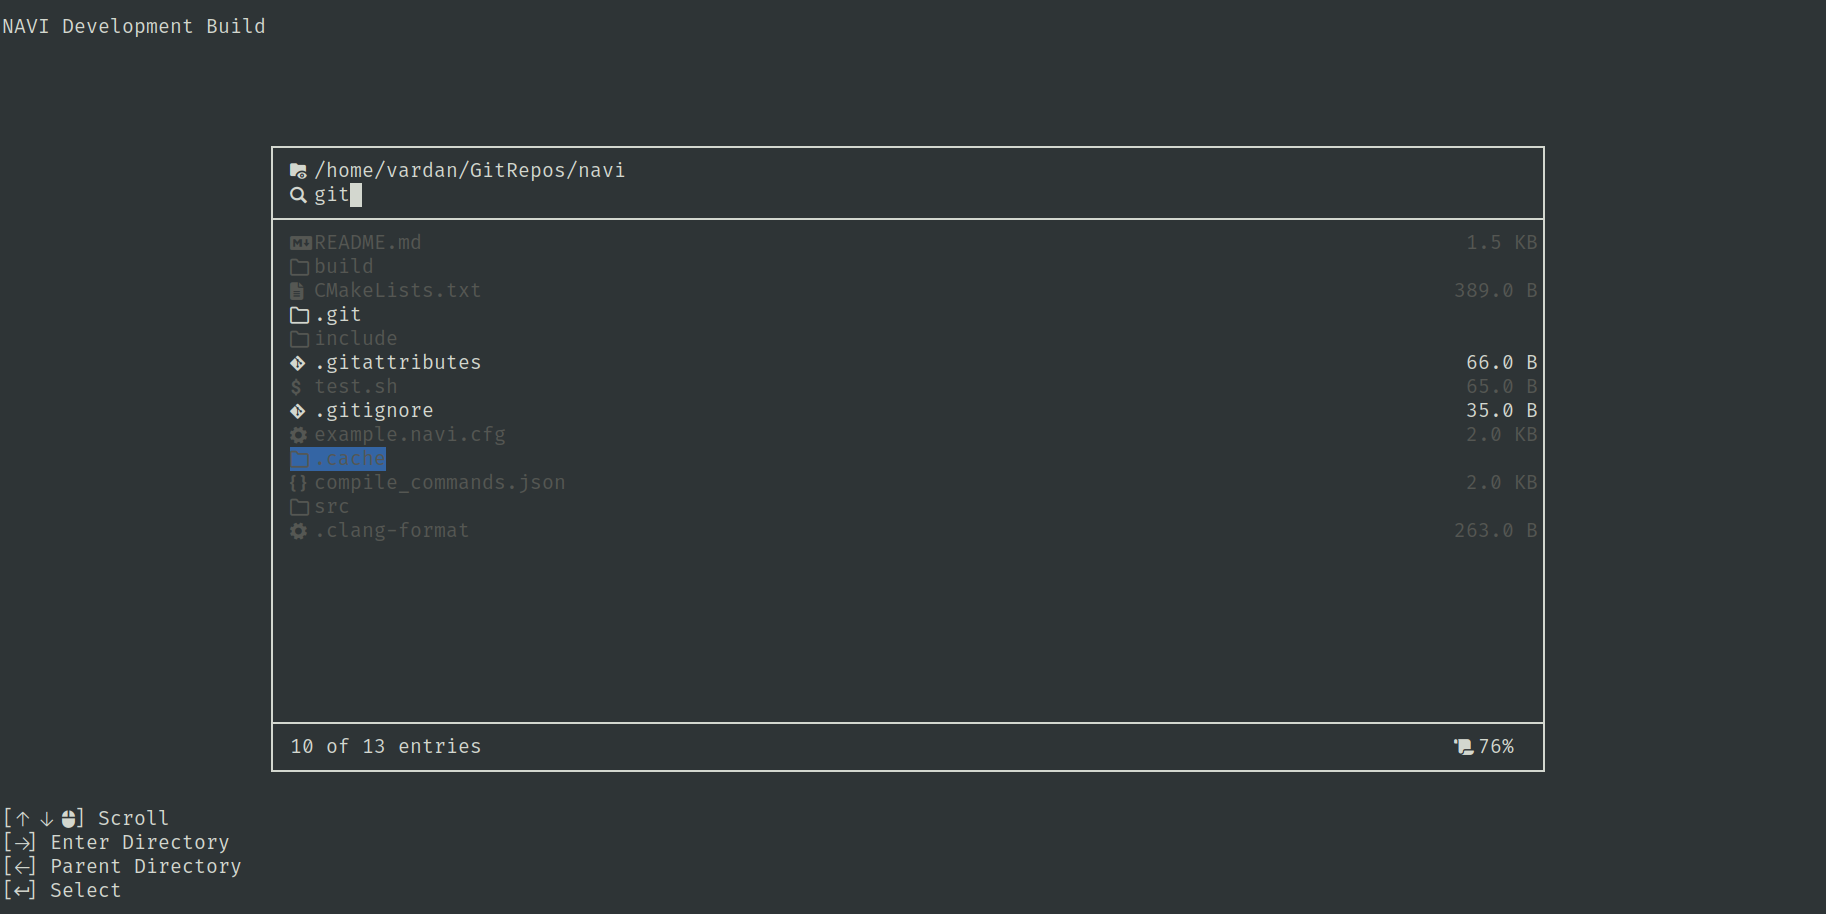 NAVI Development Build
/home/vardan/GitRepos/navi
git
README.md 1.5 KB
build
CMakeLists.txt 389.0 B
.git
include
.gitattributes 66.0 B
test.sh 65.0 B
.gitignore 35.0 B
example.navi.cfg 2.0 KB
.cache
{} compile_commands.json 2.0 KB
src
.clang-format 263.0 B
10 of 13 entries 76%
[↑ ↓ ] Scroll
[→] Enter Directory
[←] Parent Directory
[↵] Select